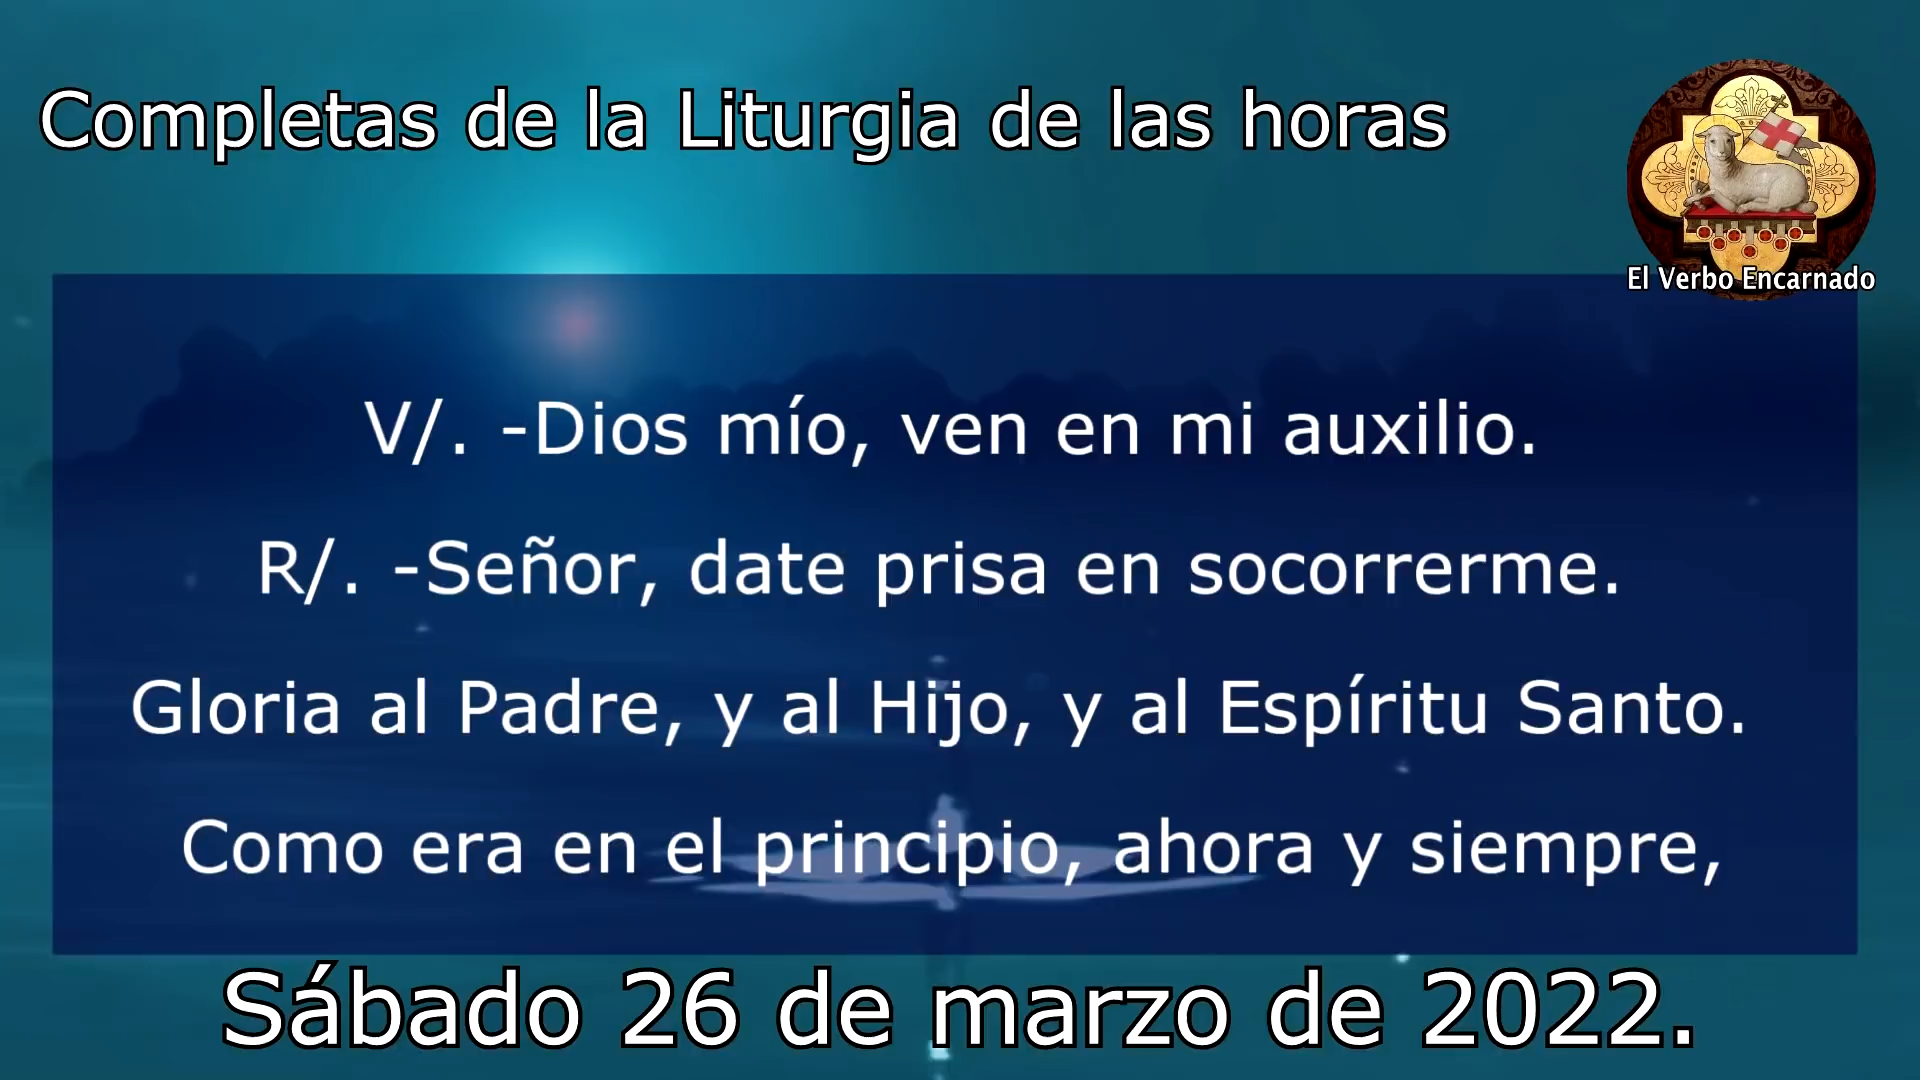 Completas de la Liturgia de las horas
El Verbo Encarnado
V/. -Dios mío, ven en mi auxilio.
R/. -Señor, date prisa en socorrerme.
Gloria al Padre, y al Hijo, y al Espíritu Santo.
Como era en el principio, ahora y siempre,
Sábado 26 de marzo de 2022.